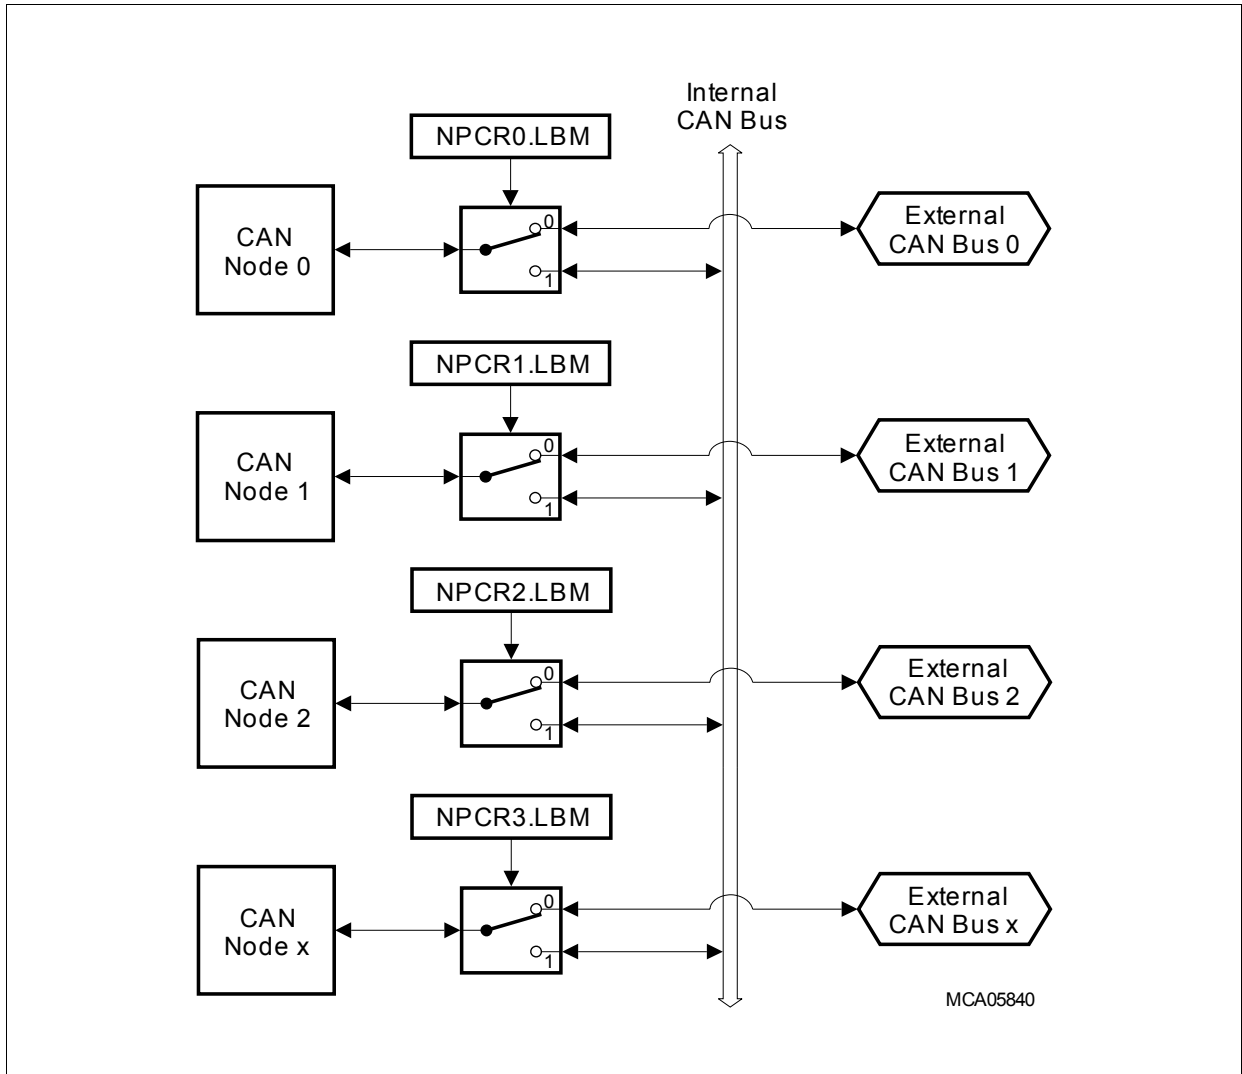 Internal
CAN Bus
NPCR0.LBM
CAN
Node 0
0
1
External
CAN Bus 0
NPCR1.LBM
CAN
Node 1
0
1
External
CAN Bus 1
NPCR2.LBM
CAN
Node 2
0
1
External
CAN Bus 2
NPCR3.LBM
CAN
Node x
0
1
External
CAN Bus x
MCA05840